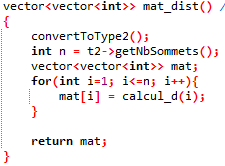 vector<vector<int>> mat_dist() /
{
convertToType2();
int n = t2->getNbSommets();
vector<vector<int>> mat;
for(int i=1; i<=n; i++){
mat[i] = calcul_d(i);
}
return mat;
}